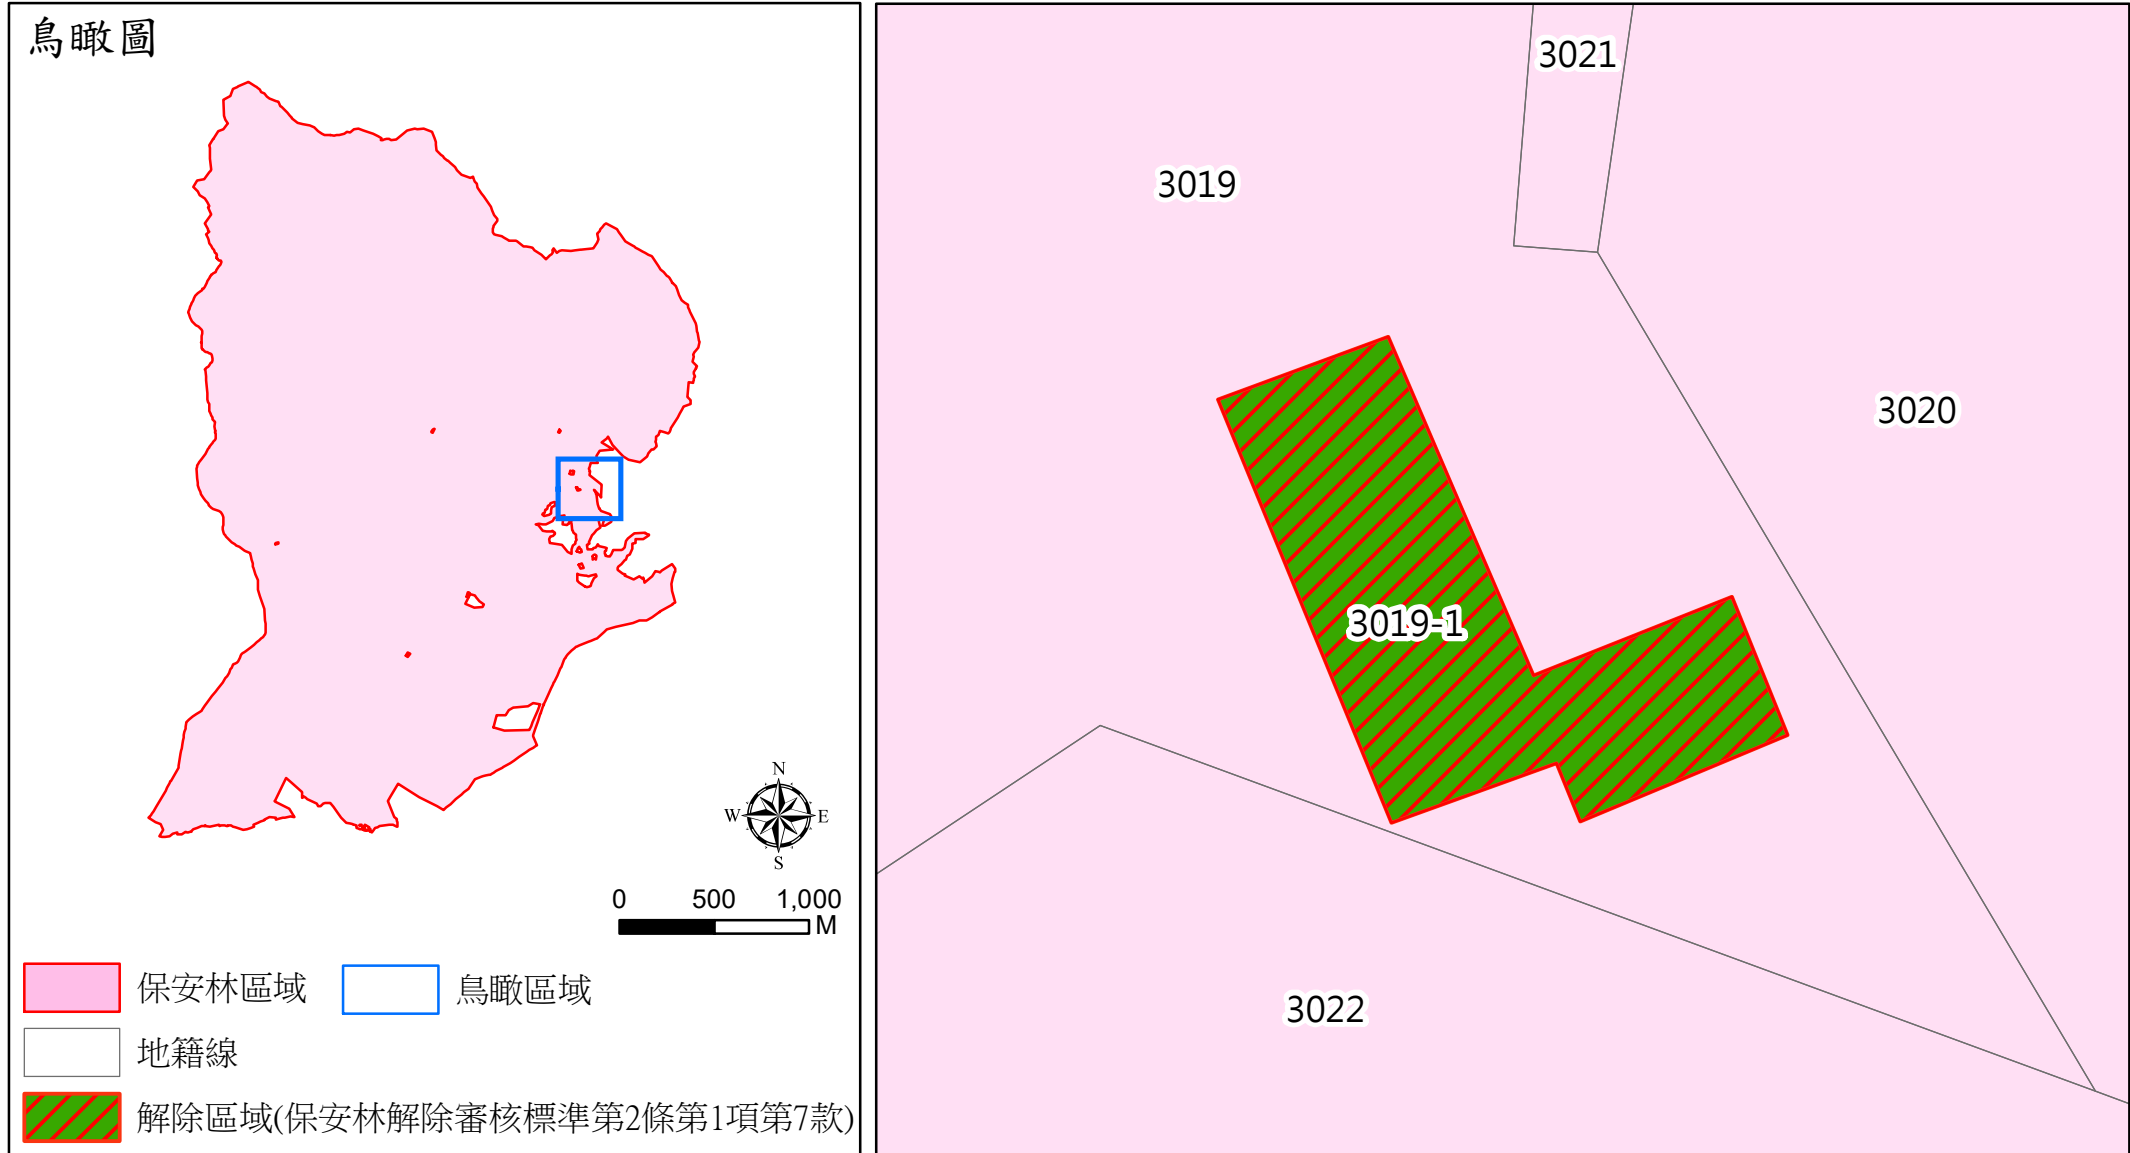 鳥瞰圖
N
W
E
S
0 500 1,000
M
保安林區域
鳥瞰區域
地籍線
解除區域(保安林解除審核標準第2條第1項第7款)
3021
3019
3020
3019-1
3022